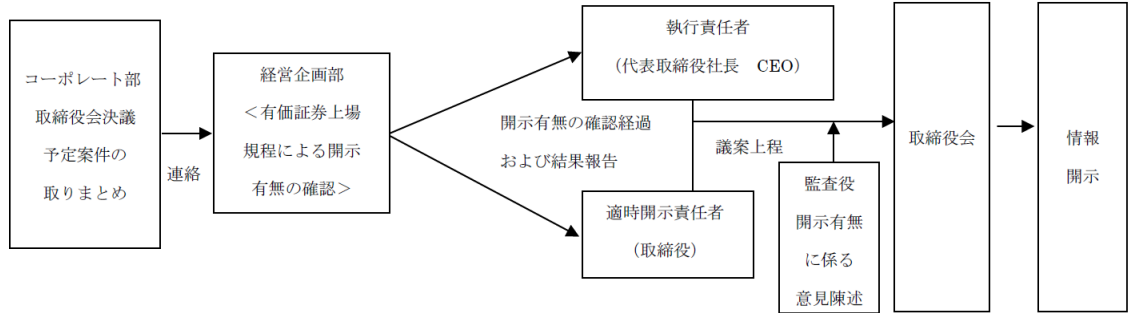 コーポレート部
取締役会決議
予定案件の
取りまとめ
連絡
経営企画部
＜有価証券上場
規程による開示
有無の確認＞
執行責任者
（代表取締役社長　CEO）
開示有無の確認経過
および結果報告
適時開示責任者
（取締役）
議案上程
監査役
開示有無
に係る
意見陳述
取締役会
情報
開示